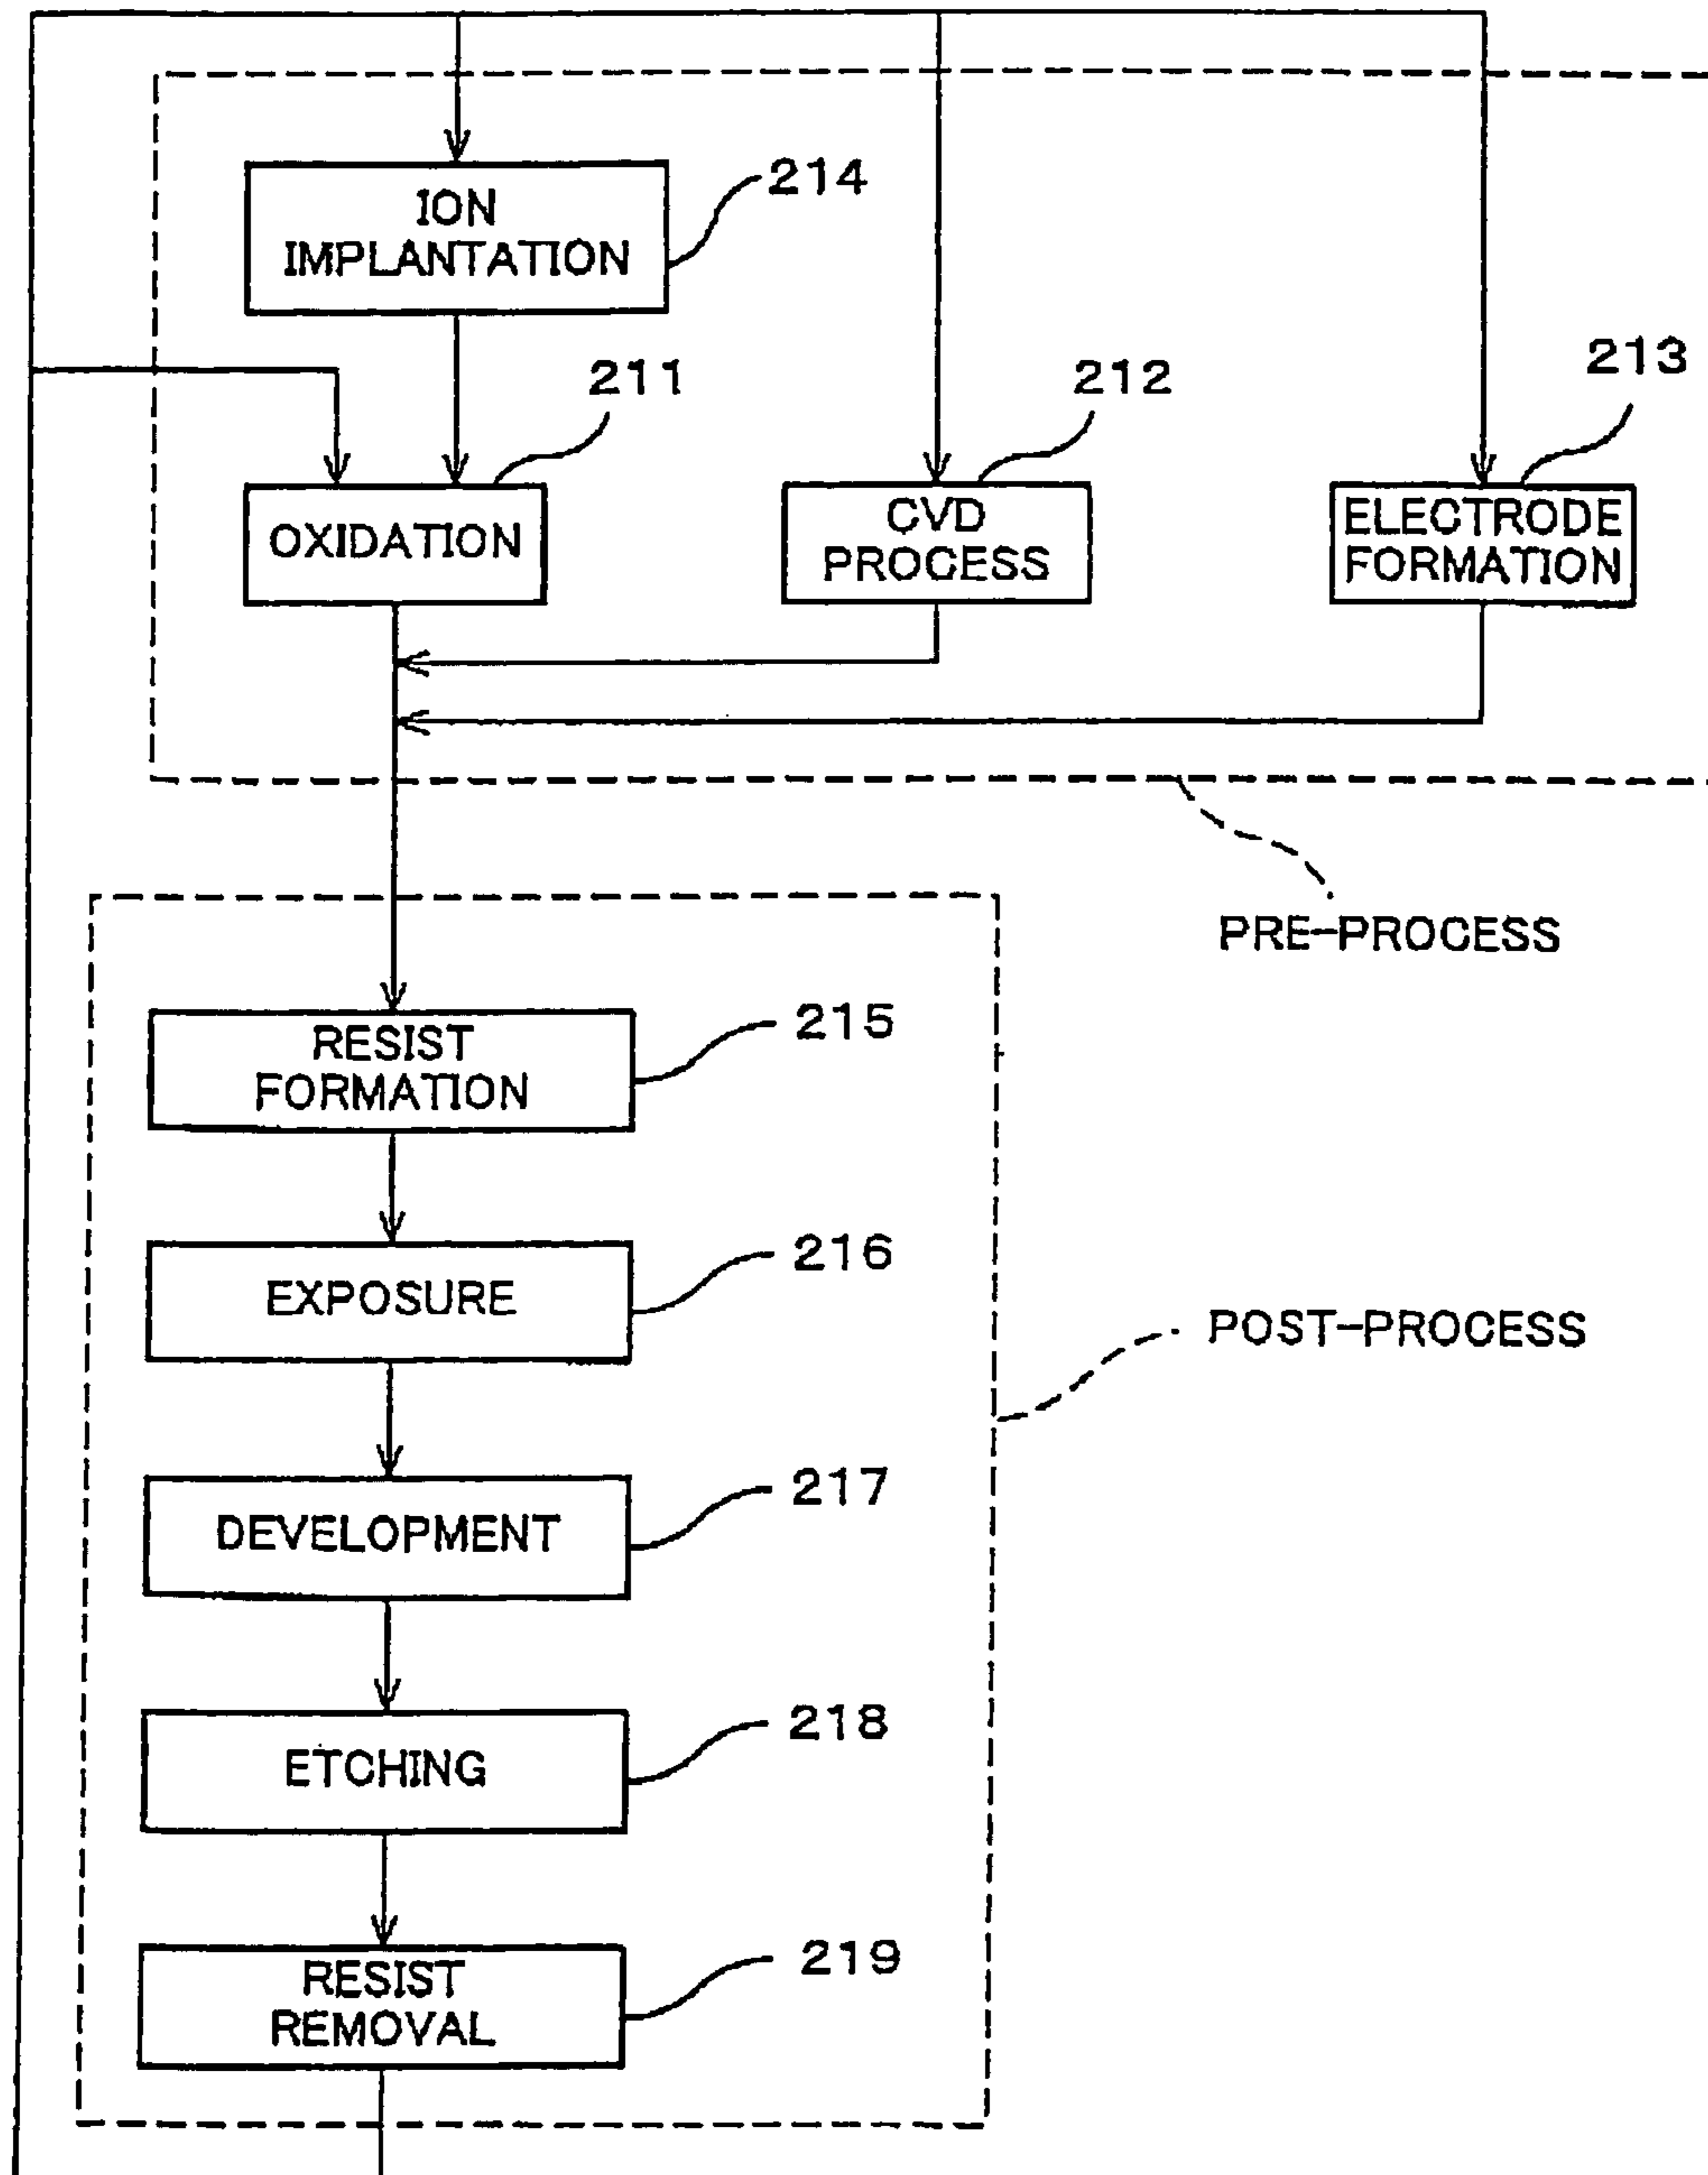 214
ION
IMPLANTATION
211
212
213
OXIDATION
CVD
PROCESS
ELECTRODE
FORMATION
PRE-PROCESS
215
RESIST
FORMATION
216
EXPOSURE
POST-PROCESS
217
DEVELOPMENT
218
ETCHING
219
RESIST
REMOVAL